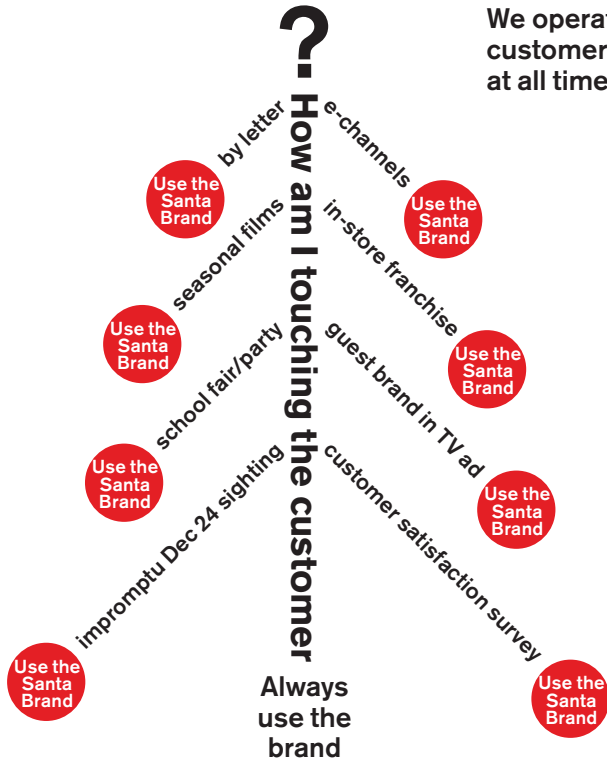 ?
We operat
customer
at all time
How am I touching the customer
by letter
Use the
Santa
Brand
e-channels
Use the
Santa
Brand
seasonal films
Use the
Santa
Brand
in-store franchise
Use the
Santa
Brand
school fair/party
Use the
Santa
Brand
guest brand in TV ad
Use the
Santa
Brand
impromptu Dec 24 sighting
Use the
Santa
Brand
customer satisfaction survey
Use the
Santa
Brand
Always
use the
brand